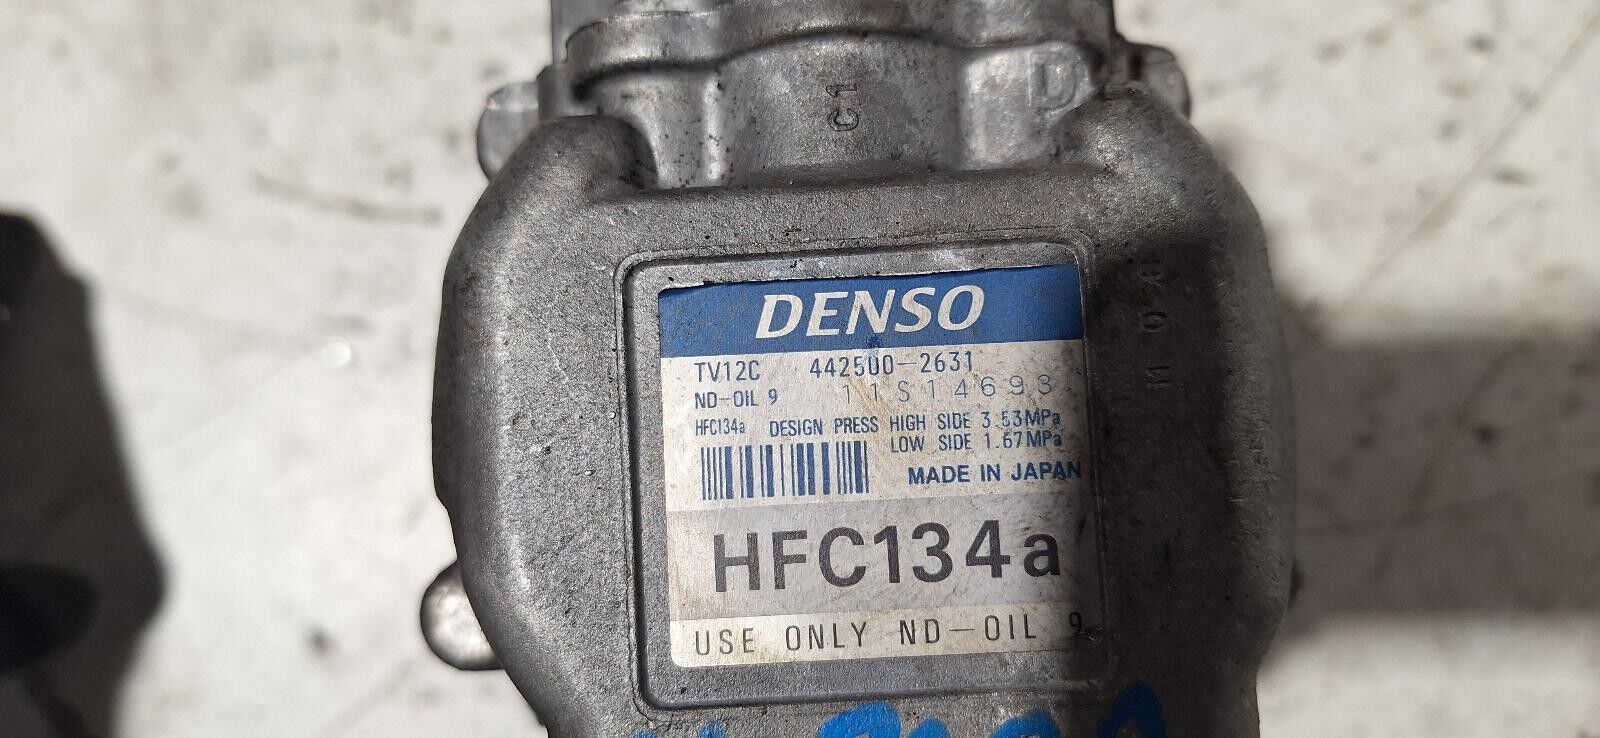 C1
D
DENSO
TV12C 442500-2631
ND-OIL 9 11S14693
HFC134a DESIGN PRESS HIGH SIDE 3.53MPa
LOW SIDE 1.67MPa
MADE IN JAPAN
HFC134a
USE ONLY ND-OIL 9